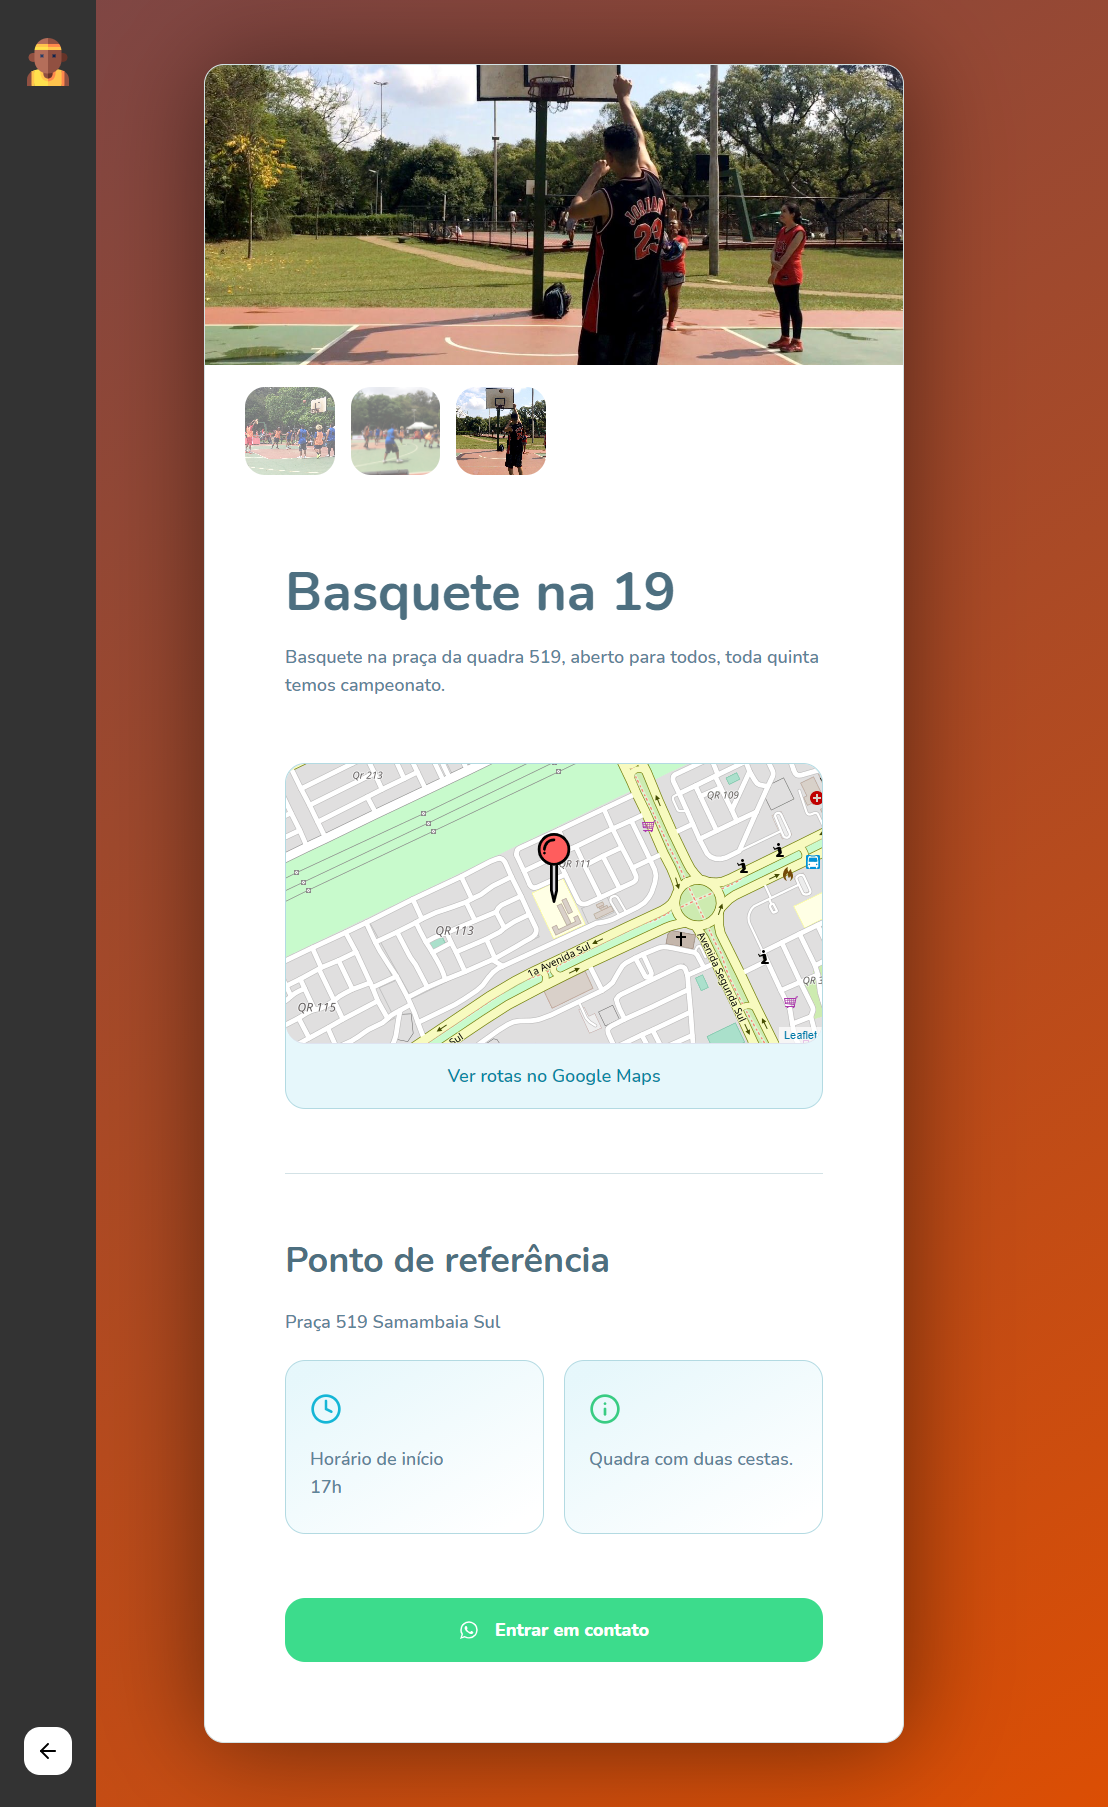 JORDAN
29
Basquete na 19
Basquete na praça da quadra 519, aberto para todos, toda quinta
temos campeonato.
Qr 213
QR 109
QR 111
QR 113
1a Avenida Sul
Avenida Segunda Sul
QR 115
QR 3
Sul
Leaflet
Ver rotas no Google Maps
Ponto de referência
Praça 519 Samambaia Sul
Horário de início
17h
Quadra com duas cestas.
Entrar em contato